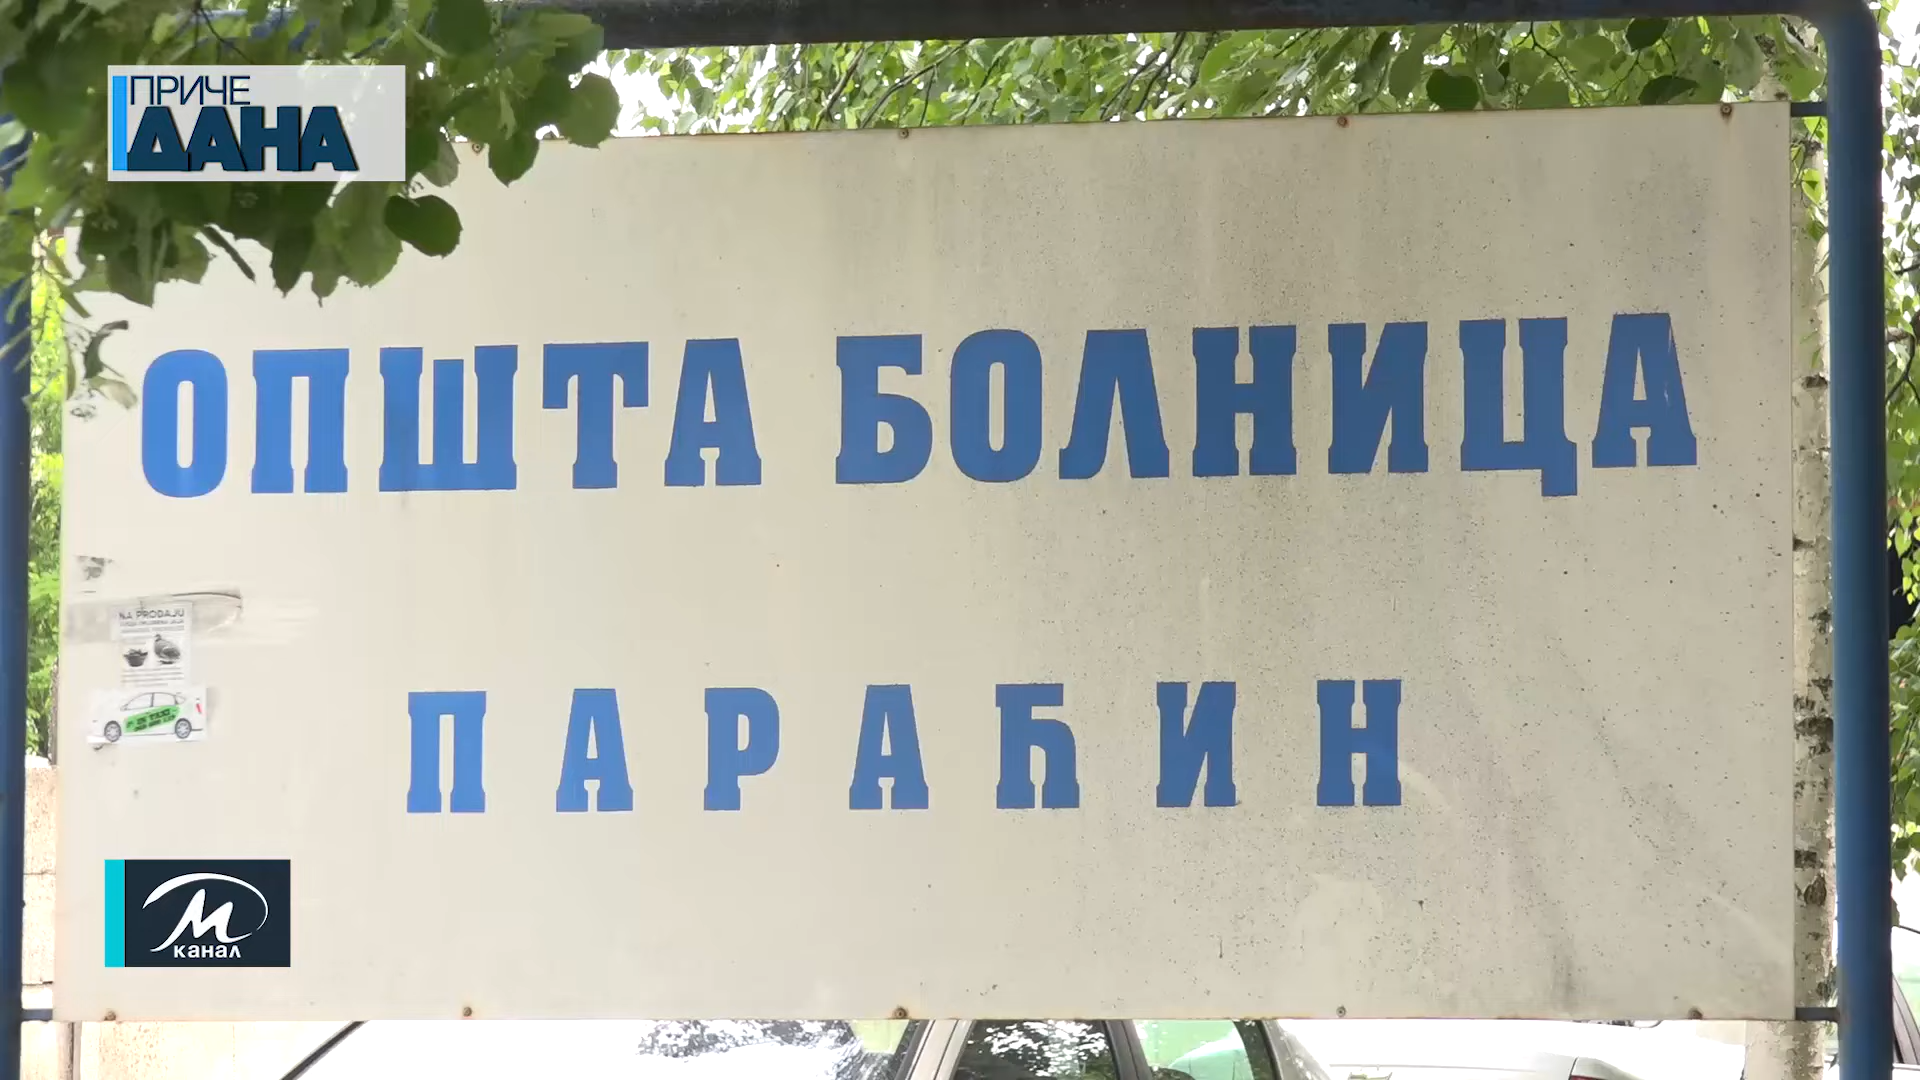 ПРИЧЕ
ДАНА
ОПШТА БОЛНИЦА
ПАРАЋИН
NA PRODAJU
М
канал